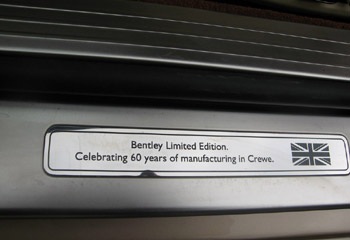 Bentley Limited Edition.
Celebrating 60 years of manufacturing in Crewe.